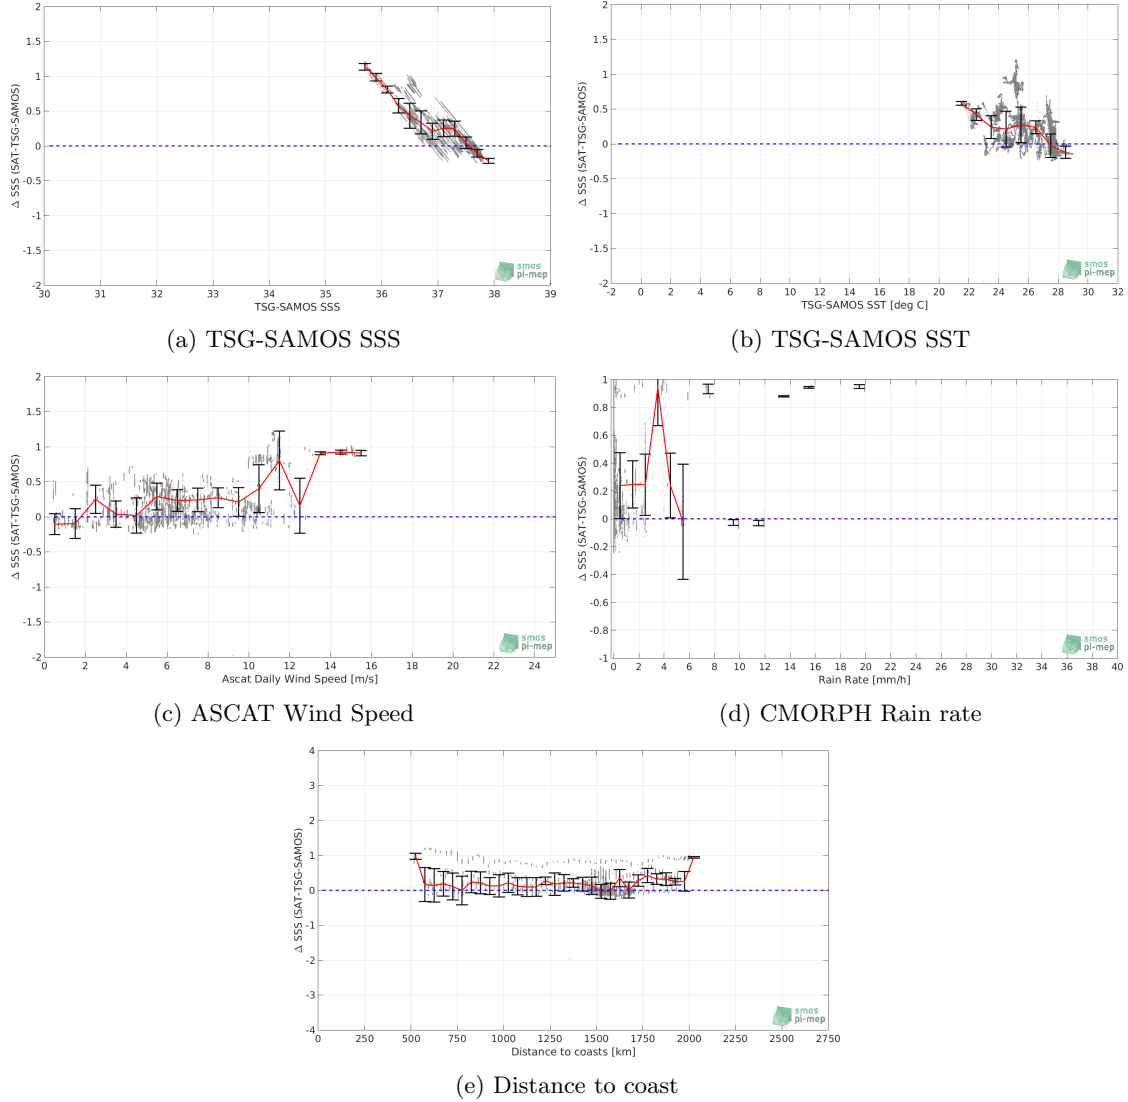 2
1.5
1
0.5
0
-0.5
-1
-1.5
-2
Δ SSS (SAT-TSG-SAMOS)
30 31 32 33 34 35 36 37 38 39
TSG-SAMOS SSS
smos
pi-mep
(a) TSG-SAMOS SSS
2
1.5
1
0.5
0
-0.5
-1
-1.5
-2
Δ SSS (SAT-TSG-SAMOS)
-2 0 2 4 6 8 10 12 14 16 18 20 22 24 26 28 30 32
TSG-SAMOS SST [deg C]
smos
pi-mep
(b) TSG-SAMOS SST
2
1.5
1
0.5
0
-0.5
-1
-1.5
-2
Δ SSS (SAT-TSG-SAMOS)
0 2 4 6 8 10 12 14 16 18 20 22 24
Ascat Daily Wind Speed [m/s]
smos
pi-mep
(c) ASCAT Wind Speed
1
0.8
0.6
0.4
0.2
0
-0.2
-0.4
-0.6
-0.8
-1
Δ SSS (SAT-TSG-SAMOS)
0 2 4 6 8 10 12 14 16 18 20 22 24 26 28 30 32 34 36 38 40
Rain Rate [mm/h]
smos
pi-mep
(d) CMORPH Rain rate
4
3
2
1
0
-1
-2
-3
-4
Δ SSS (SAT-TSG-SAMOS)
0 250 500 750 1000 1250 1500 1750 2000 2250 2500 2750
Distance to coasts [km]
smos
pi-mep
(e) Distance to coast